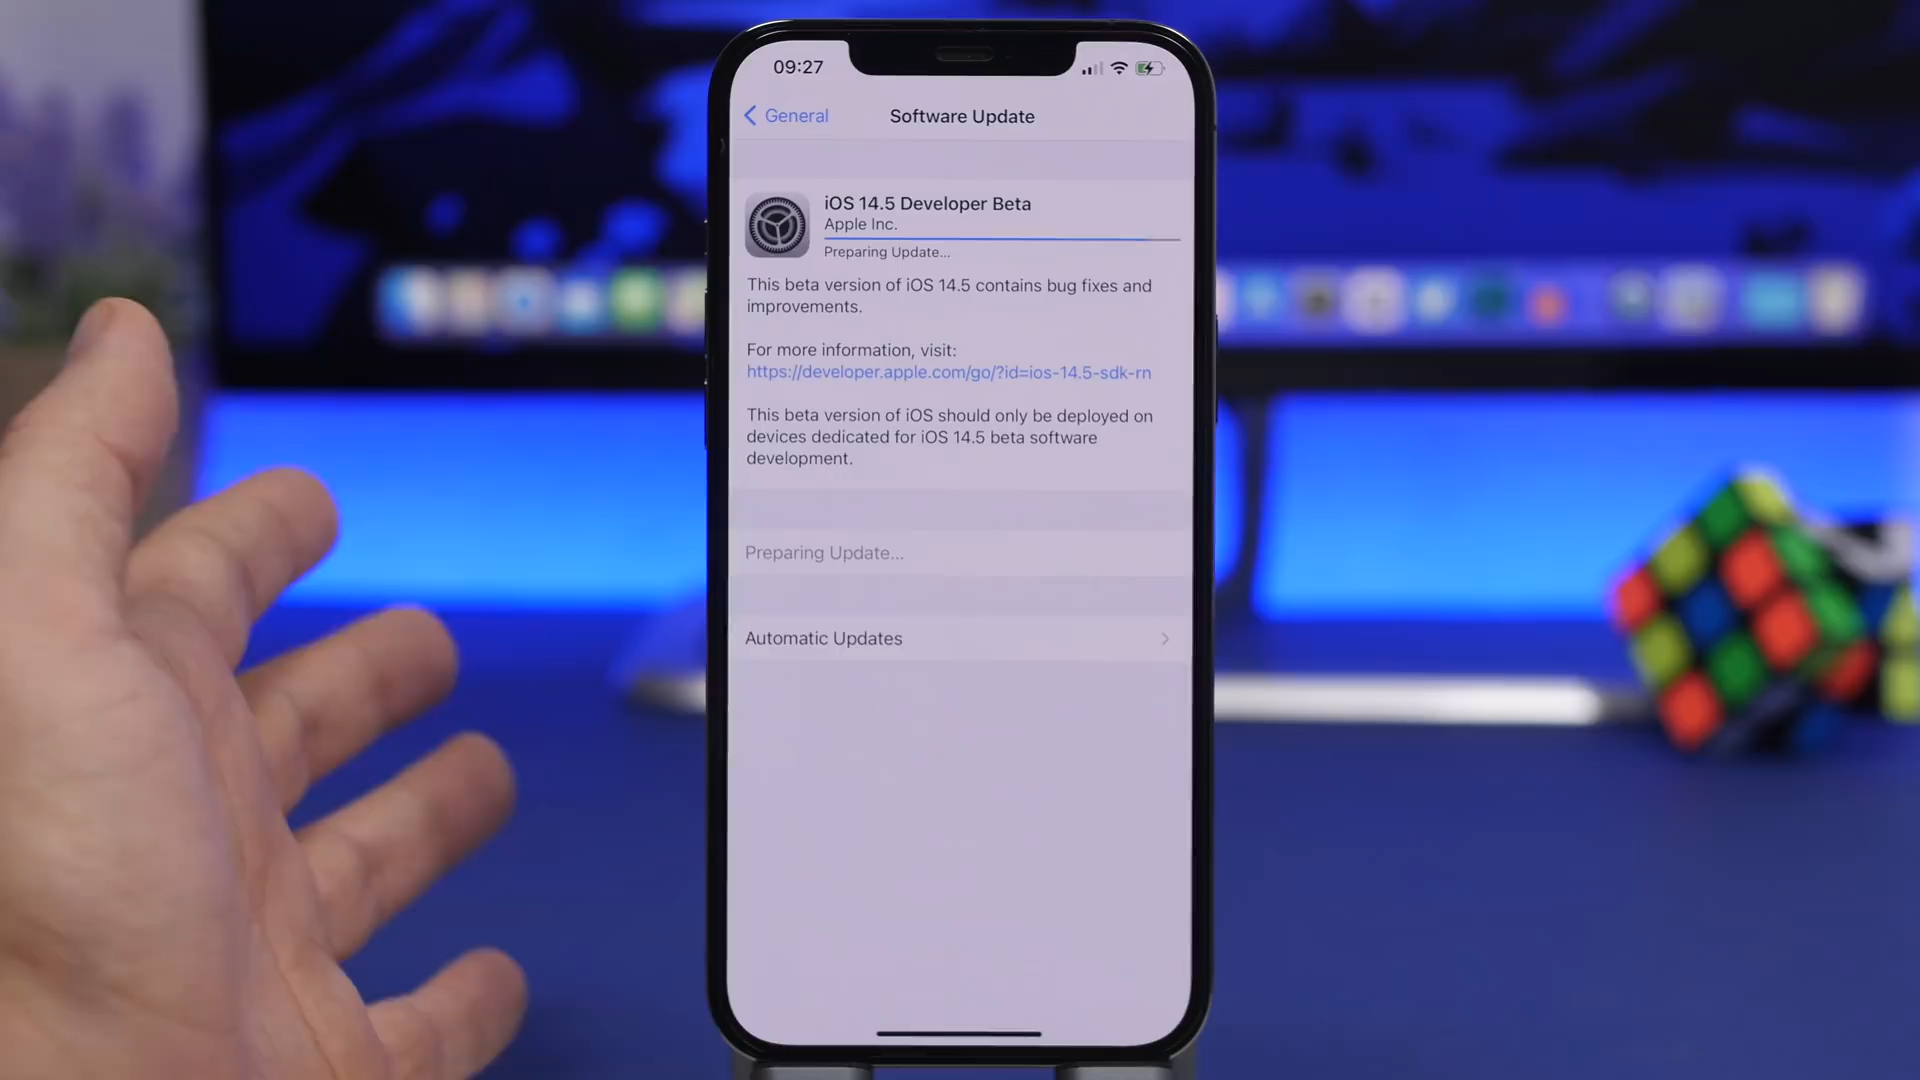 09:27
General
Software Update
iOS 14.5 Developer Beta
Apple Inc.
Preparing Update...
This beta version of iOS 14.5 contains bug fixes and
improvements.
For more information, visit:
https://developer.apple.com/go/?id=ios-14.5-sdk-rn
This beta version of iOS should only be deployed on
devices dedicated for iOS 14.5 beta software
development.
Preparing Update...
Automatic Updates